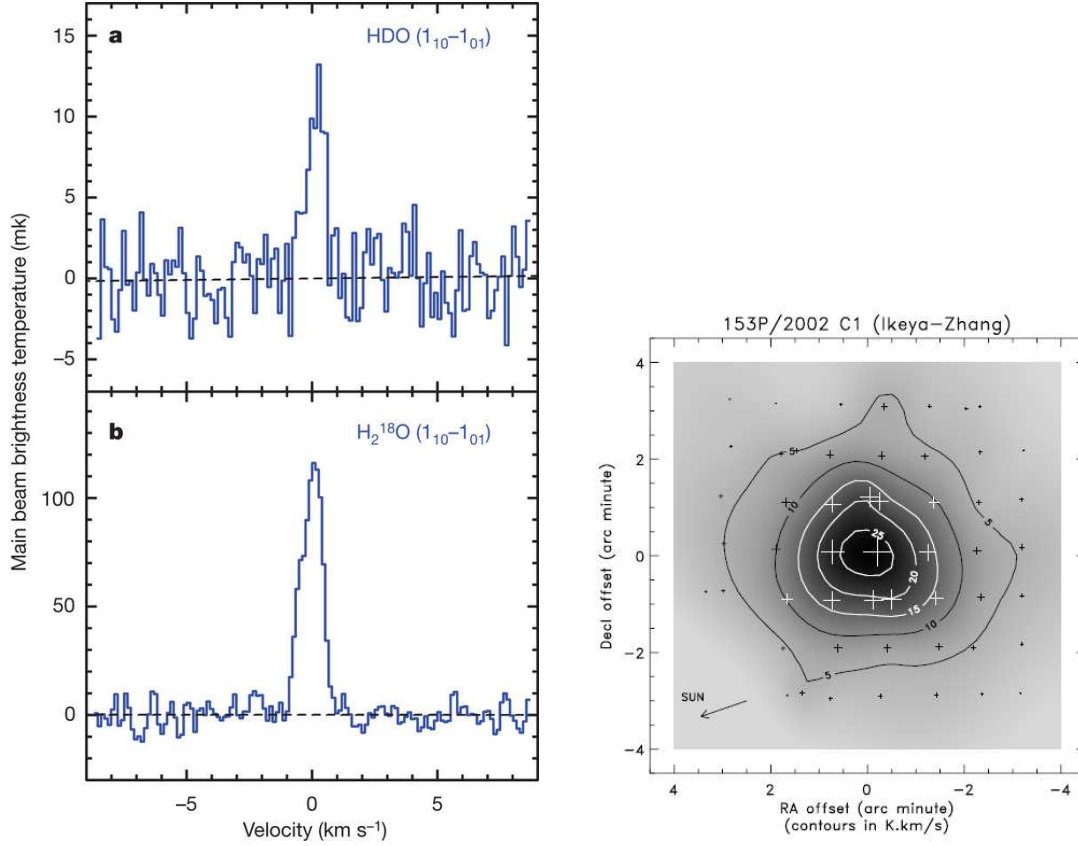 a
HDO (1₁₀–1₀₁)
15
10
5
0
−5
b
H₂¹⁸O (1₁₀–1₀₁)
100
50
0
−5 0 5
Velocity (km s⁻¹)
Main beam brightness temperature (mK)
153P/2002 C1 (Ikeya–Zhang)
4
2
0
−2
−4
Decl offset (arc minute)
5
5
10
25
20
15
10
5
SUN
4 2 0 −2 −4
RA offset (arc minute)
(contours in K.km/s)